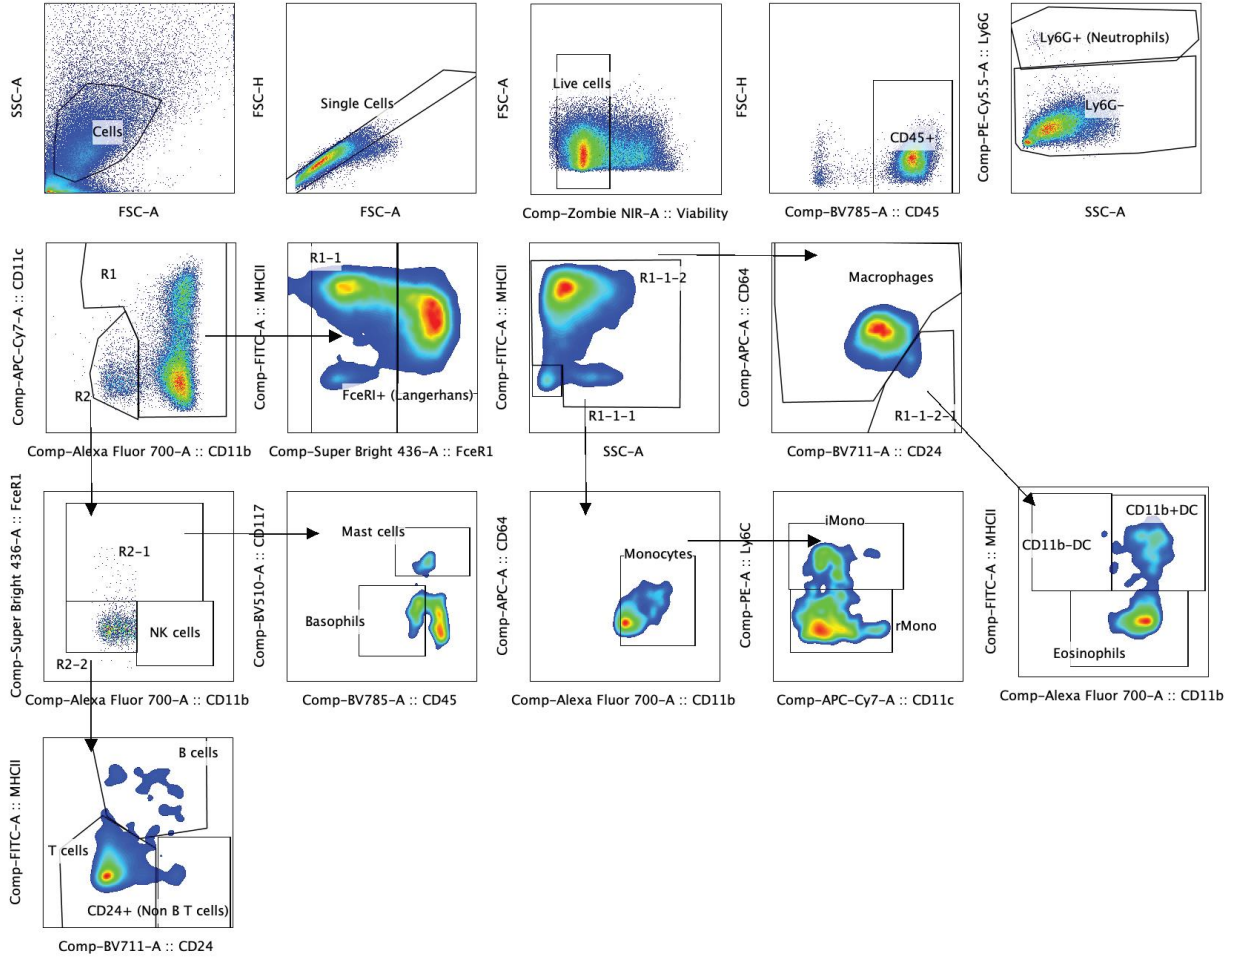 SSC-A
Cells
FSC-A
FSC-H
Single Cells
FSC-A
FSC-A
Live cells
Comp-Zombie NIR-A :: Viability
FSC-H
CD45+
Comp-BV785-A :: CD45
Comp-PE-Cy5.5-A :: Ly6G
Ly6G+ (Neutrophils)
Ly6G-
SSC-A
Comp-APC-Cy7-A :: CD11c
R1
R2
Comp-Alexa Fluor 700-A :: CD11b
Comp-FITC-A :: MHCII
R1-1
FceRI+ (Langerhans)
Comp-Super Bright 436-A :: FceR1
Comp-FITC-A :: MHCII
R1-1-2
R1-1-1
SSC-A
Comp-APC-A :: CD64
Macrophages
R1-1-2-1
Comp-BV711-A :: CD24
Comp-Super Bright 436-A :: FceR1
R2-1
NK cells
R2-2
Comp-Alexa Fluor 700-A :: CD11b
Comp-BV510-A :: CD117
Mast cells
Basophils
Comp-BV785-A :: CD45
Comp-APC-A :: CD64
Monocytes
Comp-Alexa Fluor 700-A :: CD11b
Comp-PE-A :: Ly6C
iMono
rMono
Comp-APC-Cy7-A :: CD11c
Comp-FITC-A :: MHCII
CD11b+DC
CD11b-DC
Eosinophils
Comp-Alexa Fluor 700-A :: CD11b
Comp-FITC-A :: MHCII
B cells
T cells
CD24+ (Non B T cells)
Comp-BV711-A :: CD24